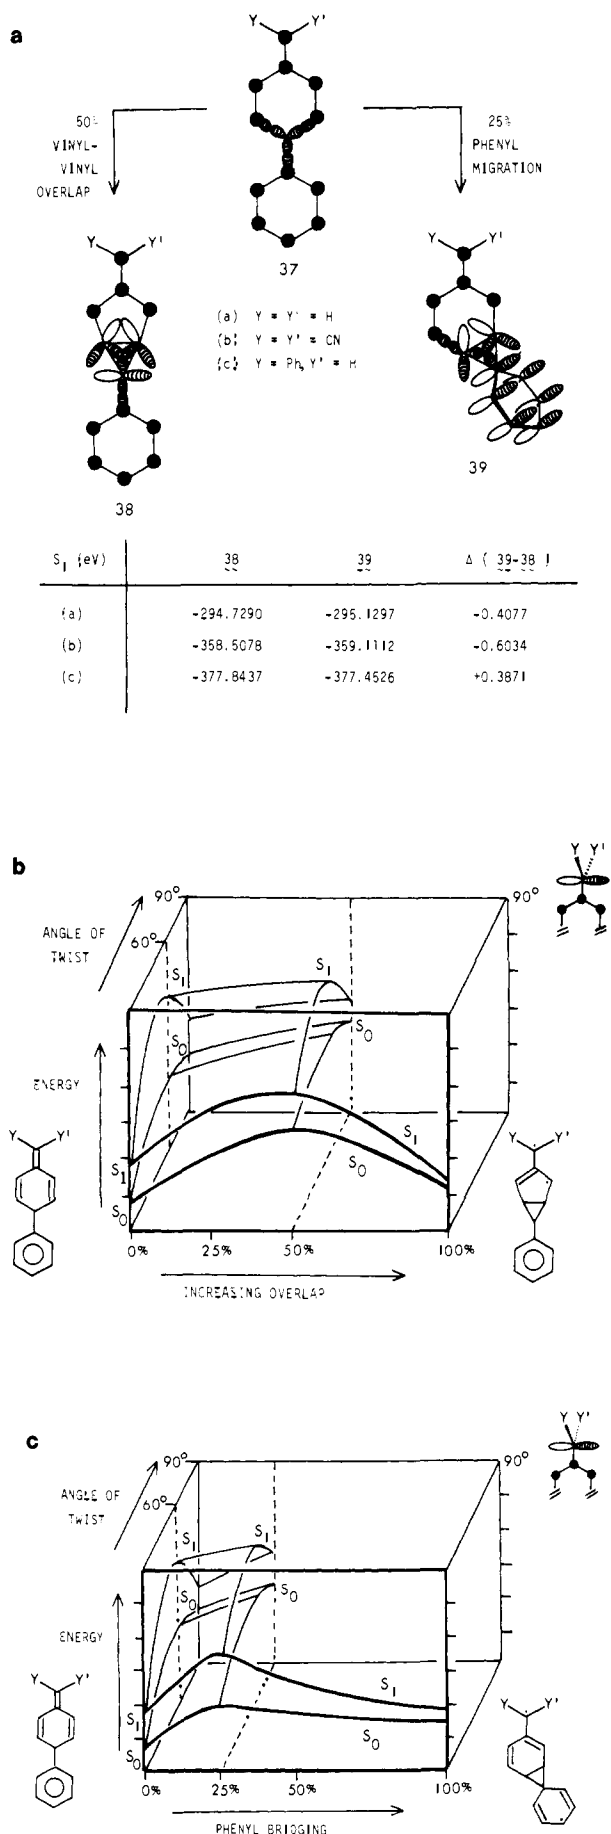 a
Y Y'
50%
VINYL-
VINYL
OVERLAP
25%
PHENYL
MIGRATION
37
Y Y'
Y Y'
(a) Y = Y' = H
(b) Y = Y' = CN
(c) Y = Ph, Y' = H
38
39
S1 (eV) 38 39 Δ ( 39-38 )
(a) -294.7290 -295.1297 -0.4077
(b) -358.5078 -359.1112 -0.6034
(c) -377.8437 -377.4526 +0.3871
b
Y Y'
90° 90°
ANGLE OF
TWIST
60°
S1 S1
S0 S0
ENERGY
Y Y'
Y Y'
S1 S1
S0 S0
0% 25% 50% 100%
INCREASING OVERLAP
c
Y Y'
90° 90°
ANGLE OF
TWIST
60°
S1 S1
S0 S0
ENERGY
Y Y'
Y Y'
S1 S1
S0 S0
0% 25% 50% 100%
PHENYL BRIDGING